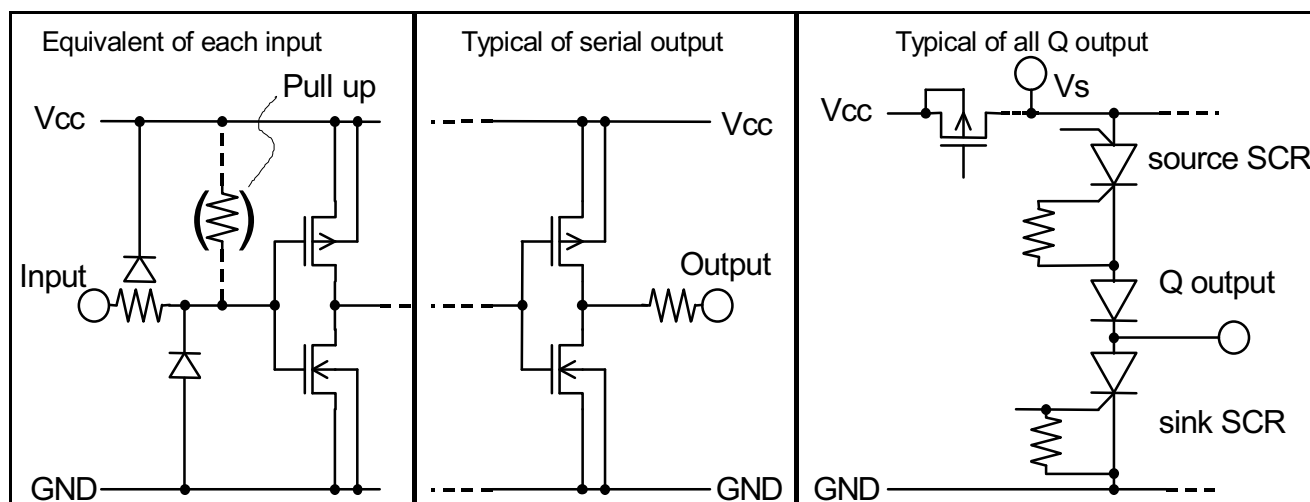 Equivalent of each input
Pull up
Vcc
Input
GND
Typical of serial output
Vcc
Output
GND
Typical of all Q output
Vs
Vcc
source SCR
Q output
sink SCR
GND